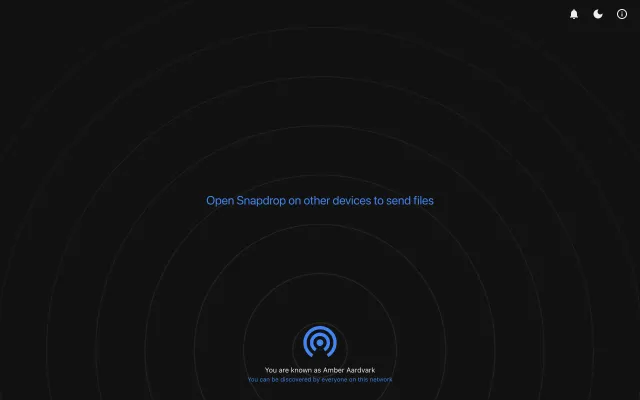 Open Snapdrop on other devices to send files
You are known as Amber Aardvark
You can be discovered by everyone on this network